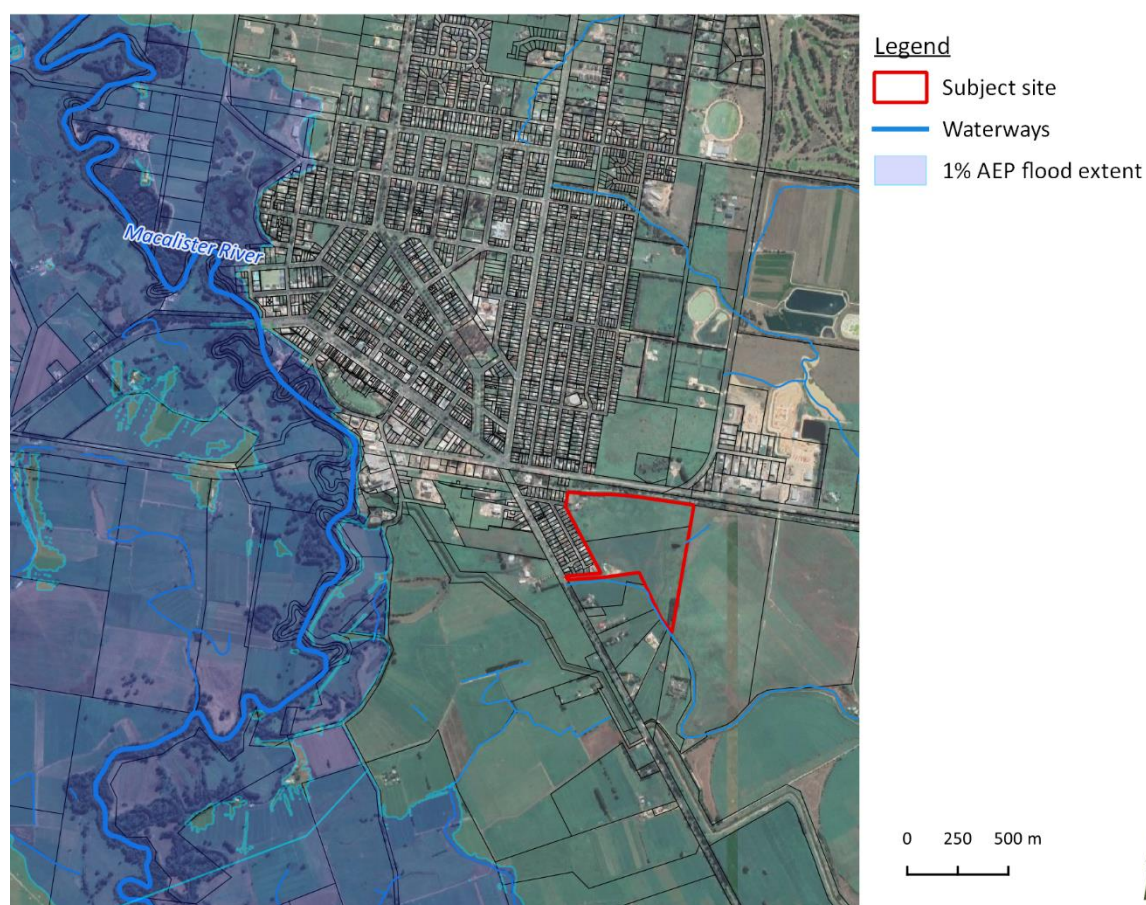 Legend
Subject site
Waterways
1% AEP flood extent
Macalister River
0 250 500 m